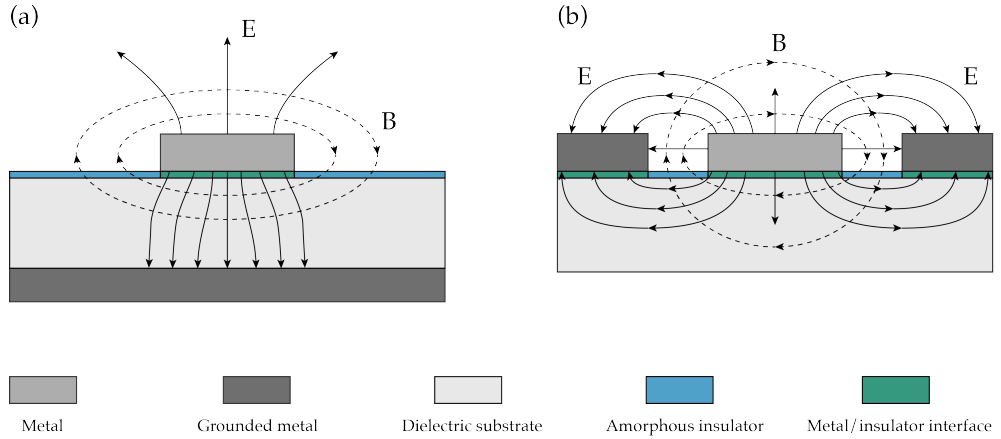 (a)
E
B
(b)
B
E
E
Metal
Grounded metal
Dielectric substrate
Amorphous insulator
Metal/insulator interface